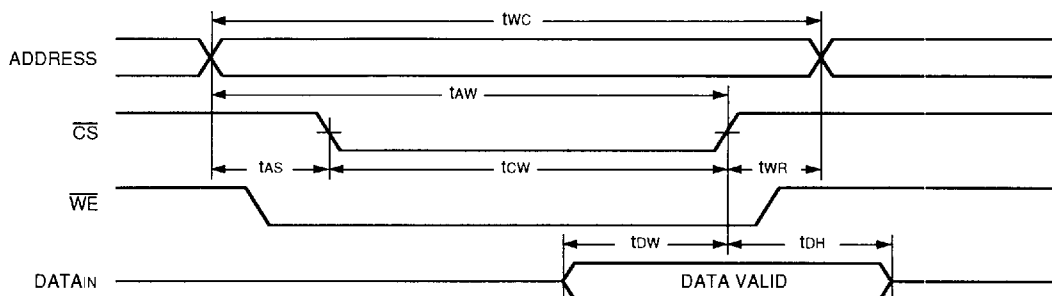 tWC
ADDRESS
tAW
CS
tAS tCW tWR
WE
tDW tDH
DATAIN DATA VALID